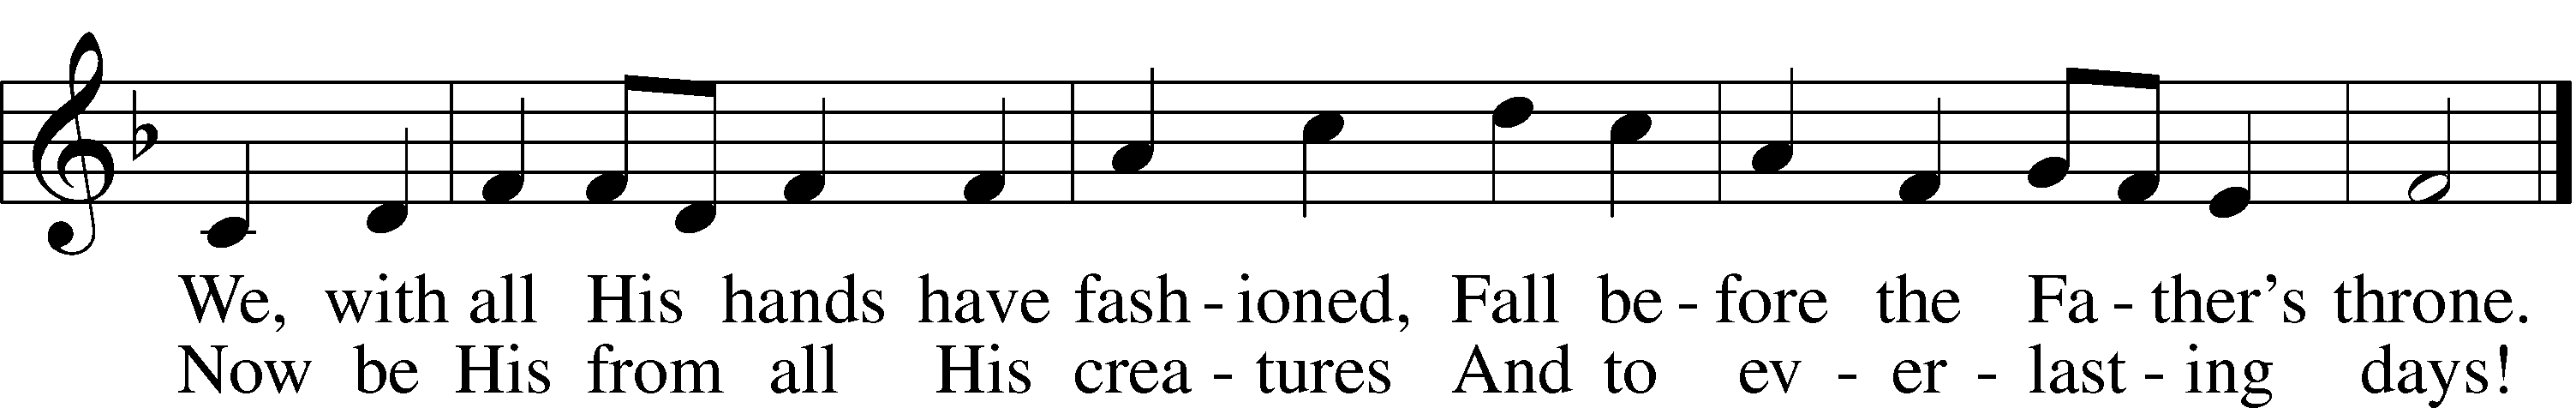 We, with all His hands have fash - ioned, Fall be - fore the Fa - ther's throne.
Now be His from all His crea - tures And to ev - er - last - ing days!